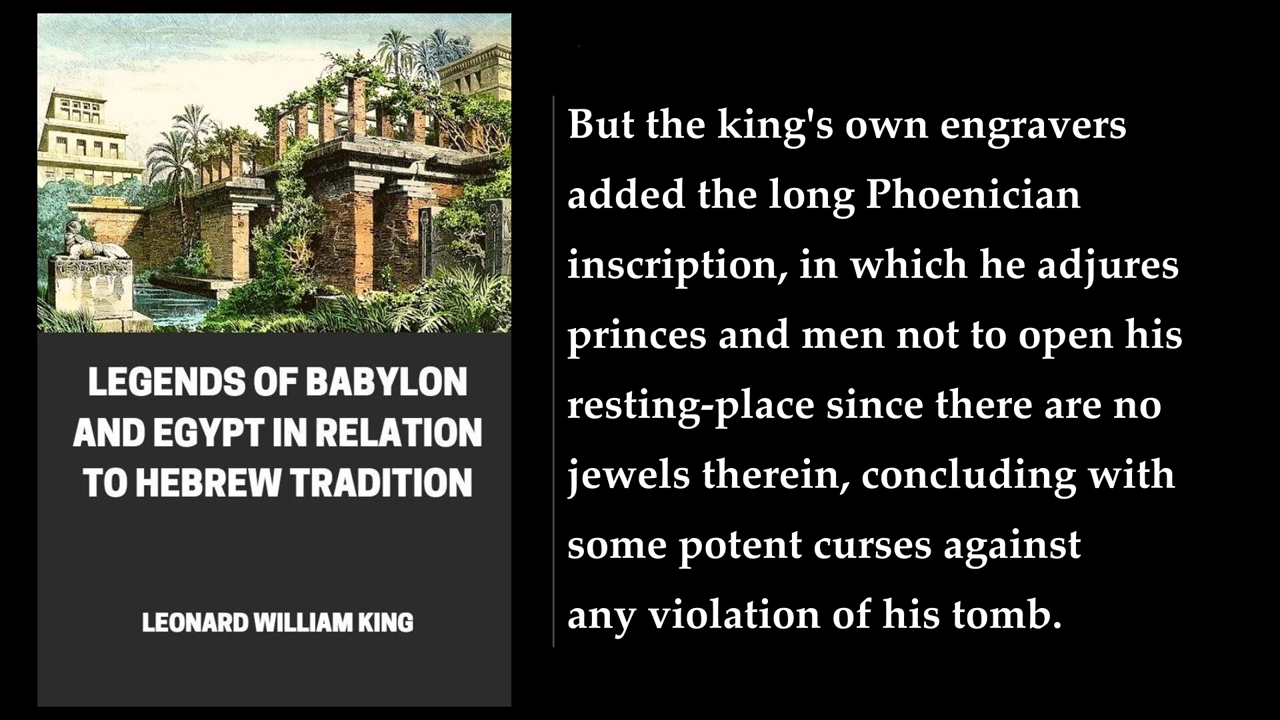 LEGENDS OF BABYLON
AND EGYPT IN RELATION
TO HEBREW TRADITION
LEONARD WILLIAM KING
But the king's own engravers
added the long Phoenician
inscription, in which he adjures
princes and men not to open his
resting-place since there are no
jewels therein, concluding with
some potent curses against
any violation of his tomb.